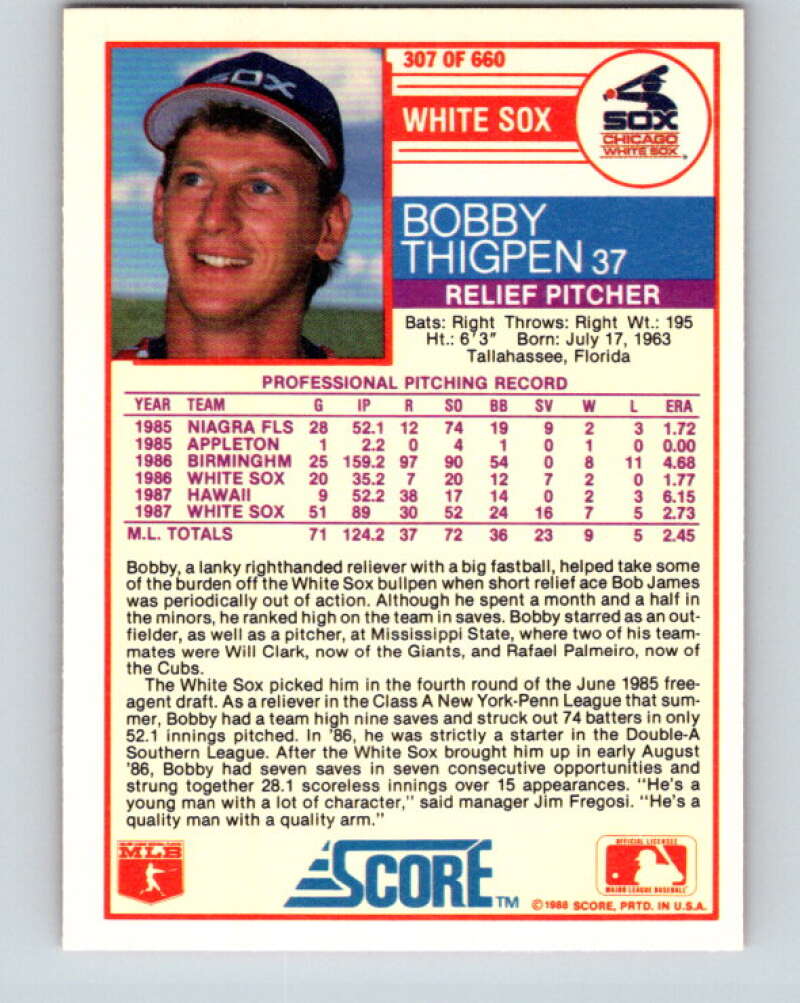 SOX
307 OF 660
WHITE SOX
SOX
CHICAGO
WHITE SOX
BOBBY
THIGPEN 37
RELIEF PITCHER
Bats: Right Throws: Right Wt.: 195
Ht.: 6'3" Born: July 17, 1963
Tallahassee, Florida
PROFESSIONAL PITCHING RECORD
YEAR TEAM G IP R SO BB SV W L ERA
1985 NIAGRA FLS 28 52.1 12 74 19 9 2 3 1.72
1985 APPLETON 1 2.2 0 4 1 0 1 0 0.00
1986 BIRMINGHM 25 159.2 97 90 54 0 8 11 4.68
1986 WHITE SOX 20 35.2 7 20 12 7 2 0 1.77
1987 HAWAII 9 52.2 38 17 14 0 2 3 6.15
1987 WHITE SOX 51 89 30 52 24 16 7 5 2.73
M.L. TOTALS 71 124.2 37 72 36 23 9 5 2.45
Bobby, a lanky righthanded reliever with a big fastball, helped take some
of the burden off the White Sox bullpen when short relief ace Bob James
was periodically out of action. Although he spent a month and a half in
the minors, he ranked high on the team in saves. Bobby starred as an out-
fielder, as well as a pitcher, at Mississippi State, where two of his team-
mates were Will Clark, now of the Giants, and Rafael Palmeiro, now of
the Cubs.
The White Sox picked him in the fourth round of the June 1985 free-
agent draft. As a reliever in the Class A New York-Penn League that sum-
mer, Bobby had a team high nine saves and struck out 74 batters in only
52.1 innings pitched. In '86, he was strictly a starter in the Double-A
Southern League. After the White Sox brought him up in early August
'86, Bobby had seven saves in seven consecutive opportunities and
strung together 28.1 scoreless innings over 15 appearances. "He's a
young man with a lot of character," said manager Jim Fregosi. "He's a
quality man with a quality arm."
MLB
SCORE TM
OFFICIAL LICENSEE
MAJOR LEAGUE BASEBALL
©1988 SCORE, PRTD. IN U.S.A.